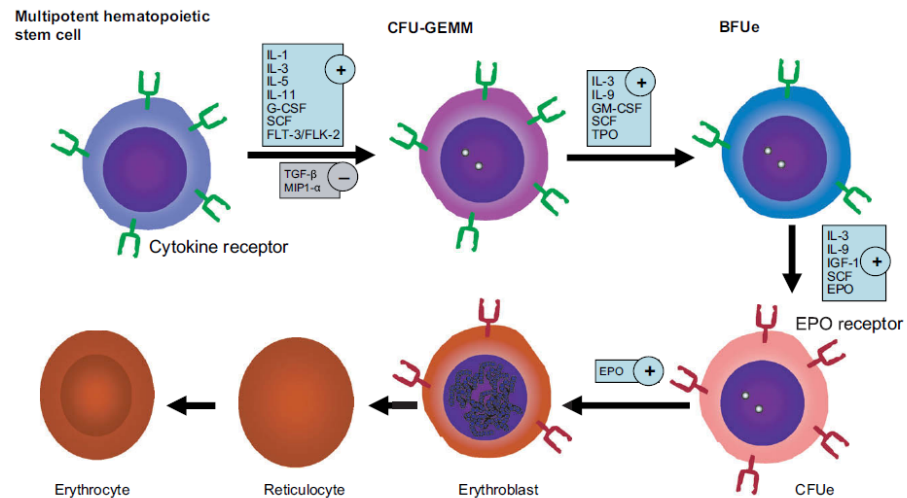 Multipotent hematopoietic
stem cell
CFU-GEMM
BFUe
IL-1
IL-3
IL-5
IL-11
G-CSF
SCF
FLT-3/FLK-2
+
TGF-β
MIP1-α
−
IL-3
IL-9
GM-CSF
SCF
TPO
+
Cytokine receptor
IL-3
IL-9
IGF-1
SCF
EPO
+
EPO receptor
EPO
+
Erythrocyte
Reticulocyte
Erythroblast
CFUe